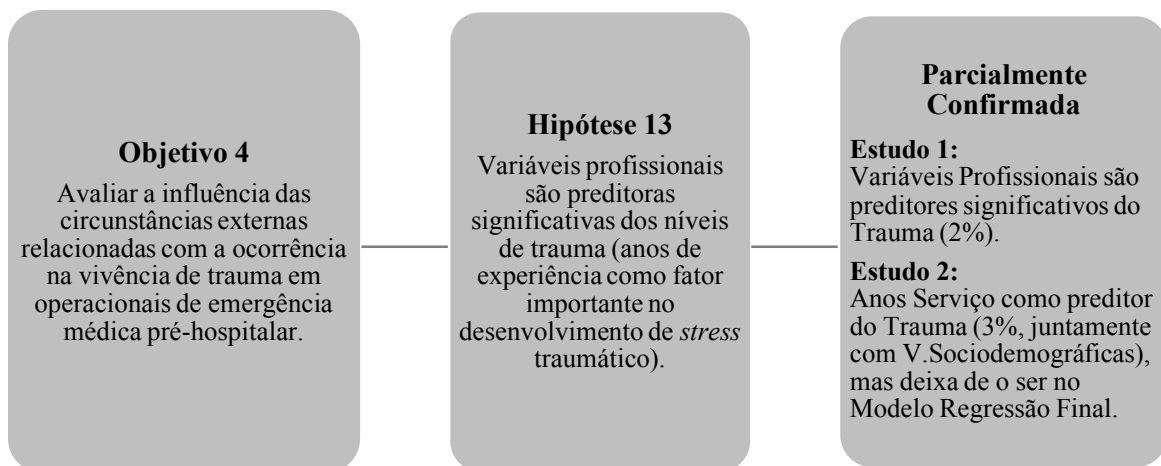 Objetivo 4
Avaliar a influência das
circunstâncias externas
relacionadas com a ocorrência
na vivência de trauma em
operacionais de emergência
médica pré-hospitalar.
Hipótese 13
Variáveis profissionais
são preditoras
significativas dos níveis
de trauma (anos de
experiência como fator
importante no
desenvolvimento de stress
traumático).
Parcialmente
Confirmada
Estudo 1:
Variáveis Profissionais são
preditores significativos do
Trauma (2%).
Estudo 2:
Anos Serviço como preditor
do Trauma (3%, juntamente
com V.Sociodemográficas),
mas deixa de o ser no
Modelo Regressão Final.